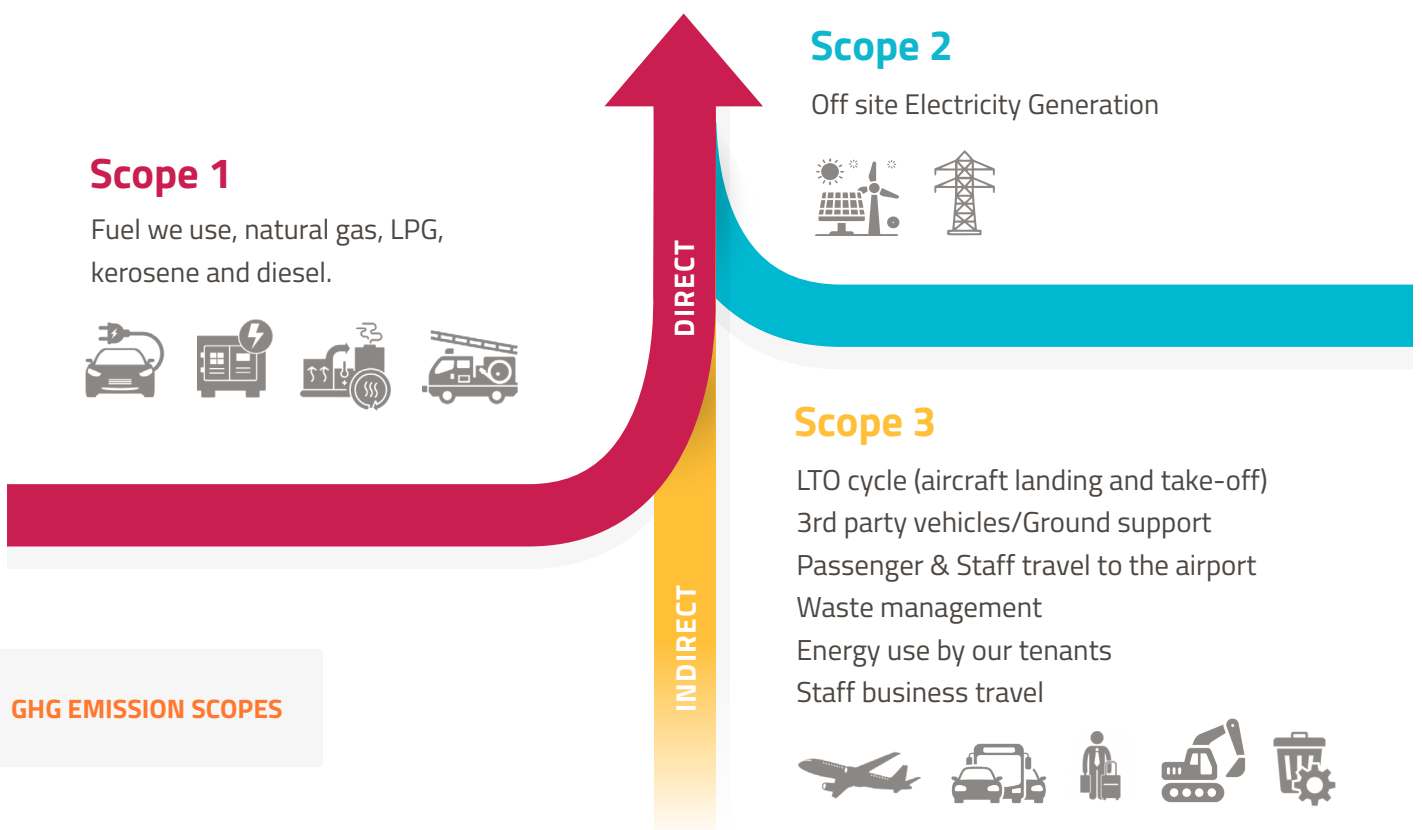 Scope 1
Fuel we use, natural gas, LPG,
kerosene and diesel.
DIRECT
Scope 2
Off site Electricity Generation
Scope 3
LTO cycle (aircraft landing and take-off)
3rd party vehicles/Ground support
Passenger & Staff travel to the airport
Waste management
Energy use by our tenants
Staff business travel
INDIRECT
GHG EMISSION SCOPES